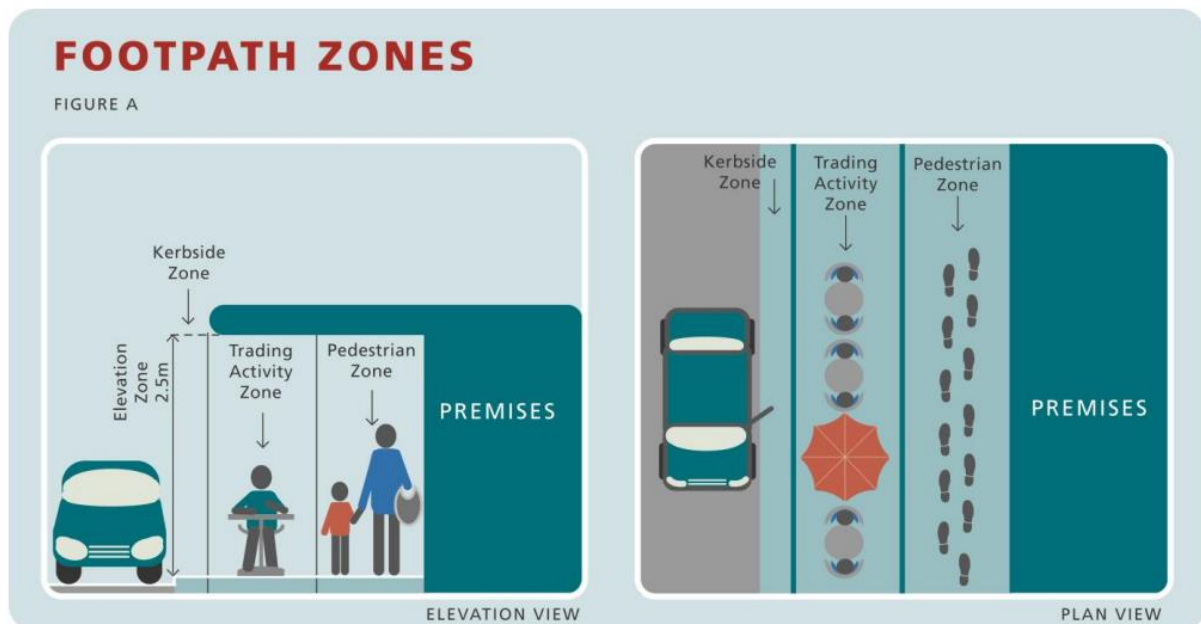 FOOTPATH ZONES
FIGURE A
Kerbside
Zone
Elevation
Zone
2.5m
Trading
Activity
Zone
Pedestrian
Zone
PREMISES
ELEVATION VIEW
Kerbside
Zone
Trading
Activity
Zone
Pedestrian
Zone
PREMISES
PLAN VIEW